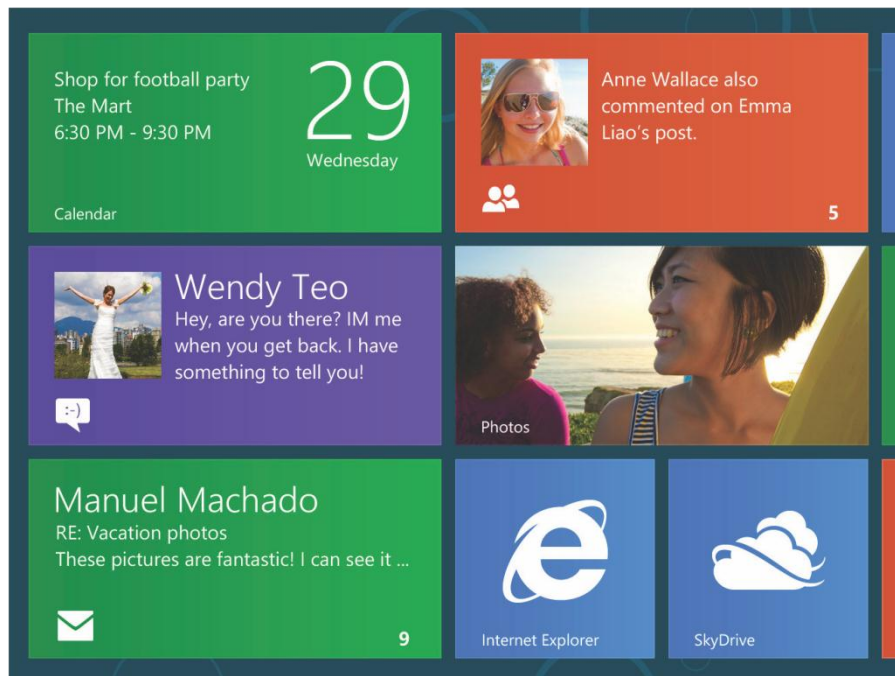 Shop for football party
The Mart
6:30 PM - 9:30 PM
29
Wednesday
Calendar
Anne Wallace also
commented on Emma
Liao's post.
5
Wendy Teo
Hey, are you there? IM me
when you get back. I have
something to tell you!
:-)
Photos
Manuel Machado
RE: Vacation photos
These pictures are fantastic! I can see it ...
9
Internet Explorer
SkyDrive